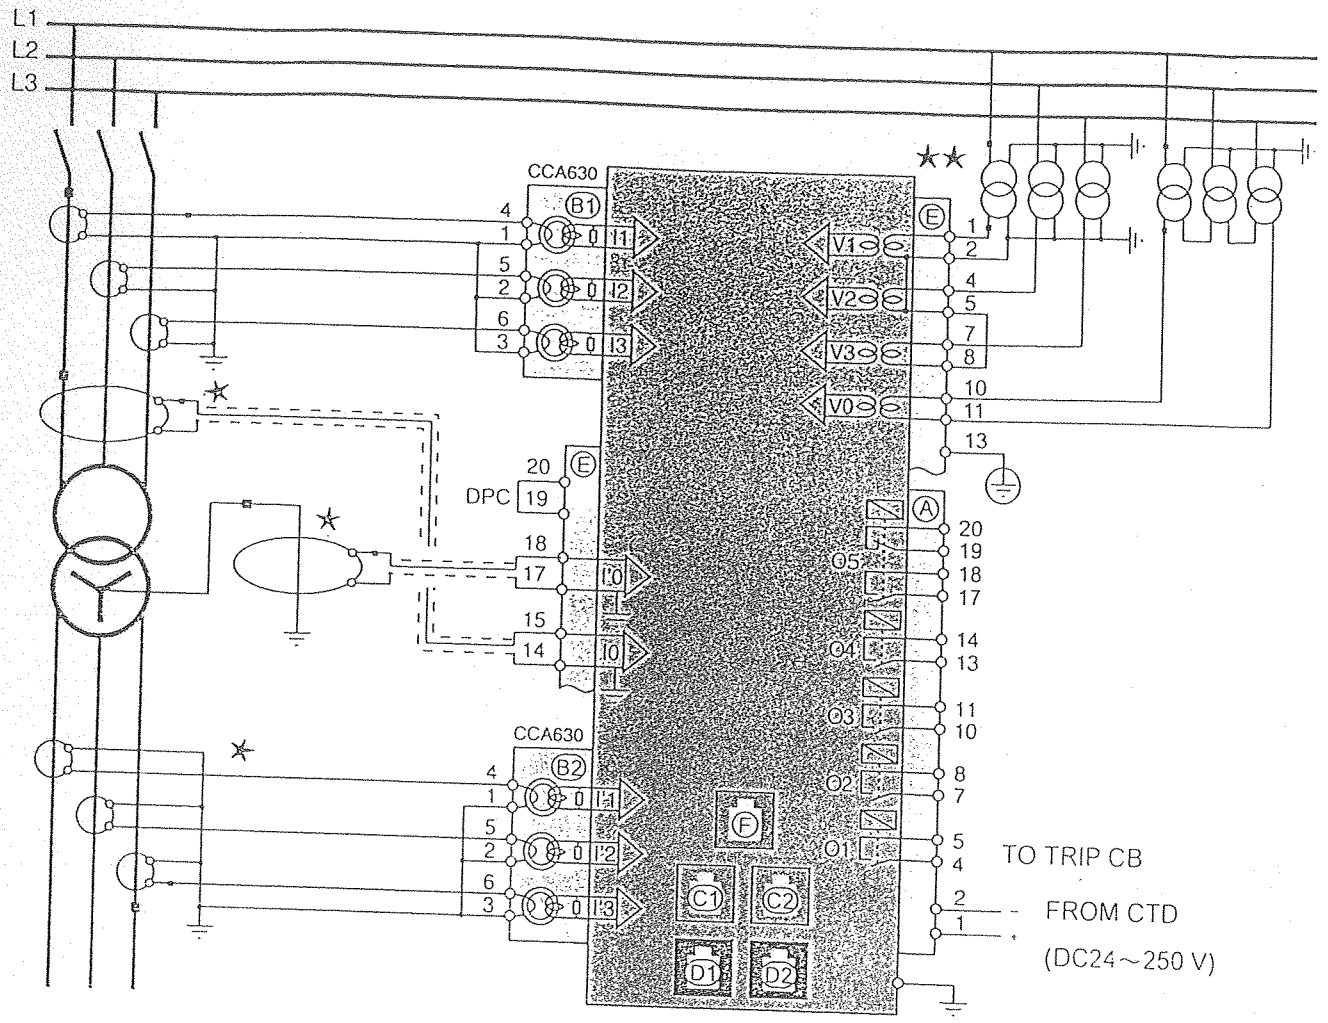 L1
L2
L3
CCA630
B1
4
1
I1
5
2
I2
6
3
I3
E
V1
1
2
V2
4
5
V3
7
8
V0
10
11
13
E
20
DPC 19
18
17
I'0
15
14
I0
A
20
19
O5
18
17
14
O4
13
11
O3
10
8
O2
7
5
O1
4
TO TRIP CB
2 - FROM CTD
1 +
(DC24～250 V)
CCA630
B2
4
1
I'1
5
2
I'2
6
3
I'3
F
C1 C2
D1 D2